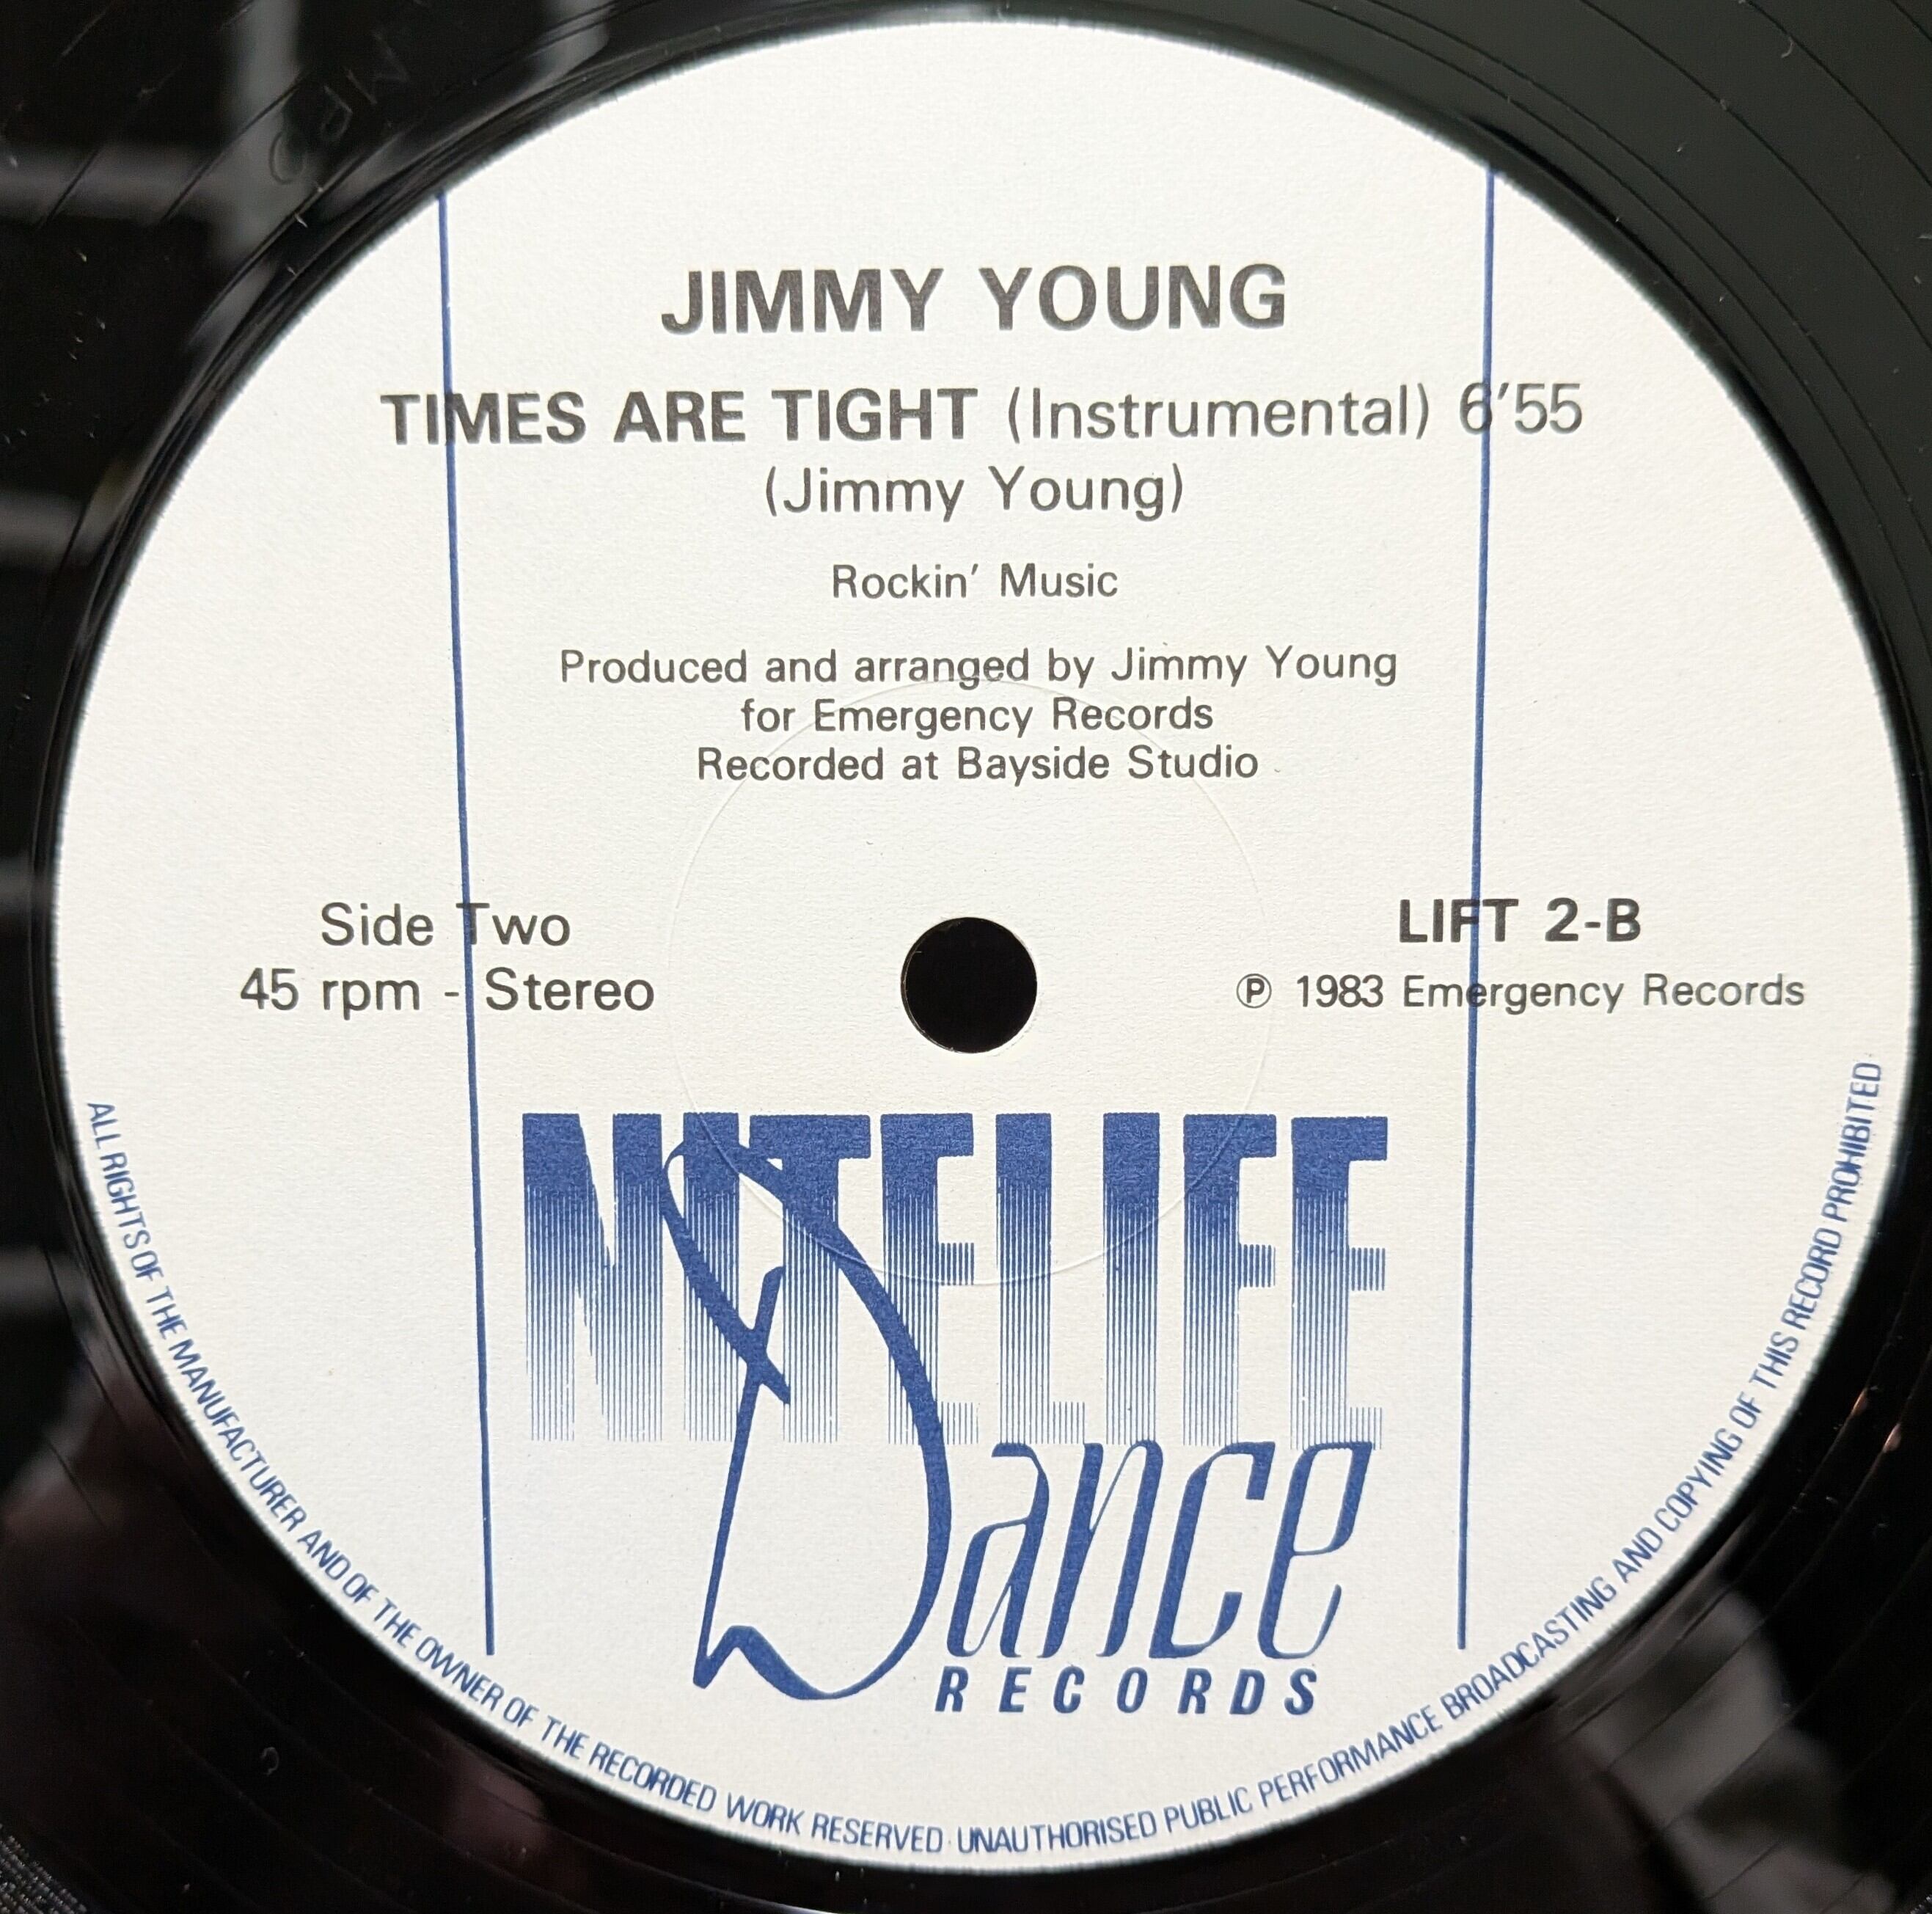 JIMMY YOUNG
TIMES ARE TIGHT (Instrumental) 6'55
(Jimmy Young)
Rockin' Music
Produced and arranged by Jimmy Young
for Emergency Records
Recorded at Bayside Studio
Side Two
45 rpm - Stereo
LIFT 2-B
℗ 1983 Emergency Records
NITELIFE
Dance
RECORDS
ALL RIGHTS OF THE MANUFACTURER AND OF THE OWNER OF THE RECORDED WORK RESERVED · UNAUTHORISED PUBLIC PERFORMANCE BROADCASTING AND COPYING OF THIS RECORD PROHIBITED ·